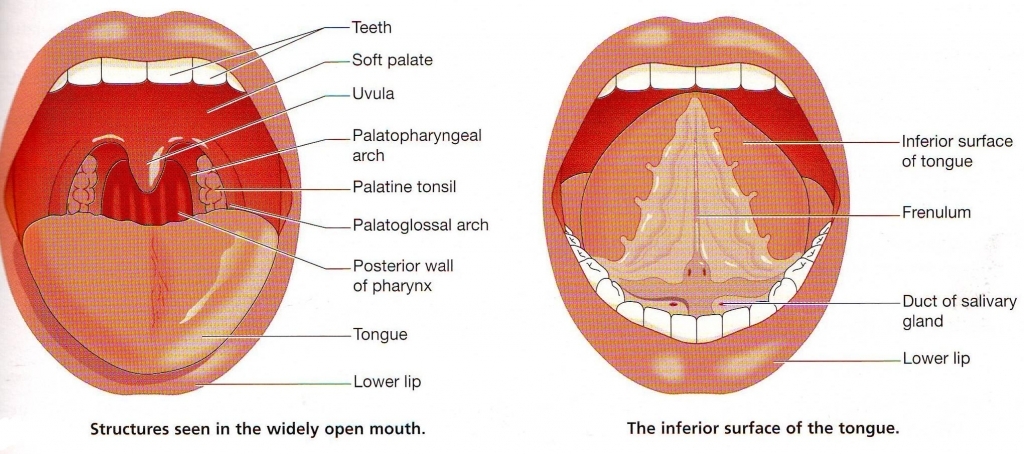 Teeth
Soft palate
Uvula
Palatopharyngeal
arch
Palatine tonsil
Palatoglossal arch
Posterior wall
of pharynx
Tongue
Lower lip
Structures seen in the widely open mouth.
Inferior surface
of tongue
Frenulum
Duct of salivary
gland
Lower lip
The inferior surface of the tongue.